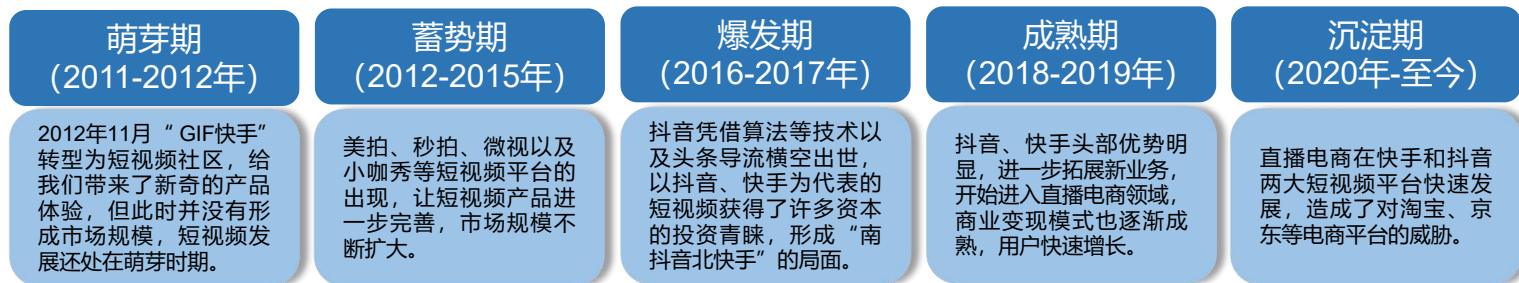 萌芽期
（2011-2012年）
2012年11月“ GIF快手”
转型为短视频社区，给
我们带来了新奇的产品
体验，但此时并没有形
成市场规模，短视频发
展还处在萌芽时期。
蓄势期
（2012-2015年）
美拍、秒拍、微视以及
小咖秀等短视频平台的
出现，让短视频产品进
一步完善，市场规模不
断扩大。
爆发期
（2016-2017年）
抖音凭借算法等技术以
及头条导流横空出世，
以抖音、快手为代表的
短视频获得了许多资本
的投资青睐，形成“南
抖音北快手”的局面。
成熟期
（2018-2019年）
抖音、快手头部优势明
显，进一步拓展新业务，
开始进入直播电商领域，
商业变现模式也逐渐成
熟，用户快速增长。
沉淀期
（2020年-至今）
直播电商在快手和抖音
两大短视频平台快速发
展，造成了对淘宝、京
东等电商平台的威胁。